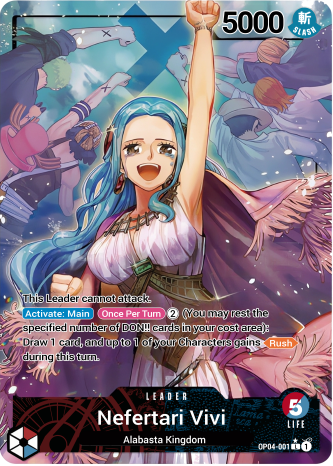 5000 斬
SLASH
This Leader cannot attack.
Activate: Main Once Per Turn ② (You may rest the
specified number of DON!! cards in your cost area):
Draw 1 card, and up to 1 of your Characters gains Rush
during this turn.
LEADER
Nefertari Vivi
Alabasta Kingdom
5
LIFE
OP04-001 L 1